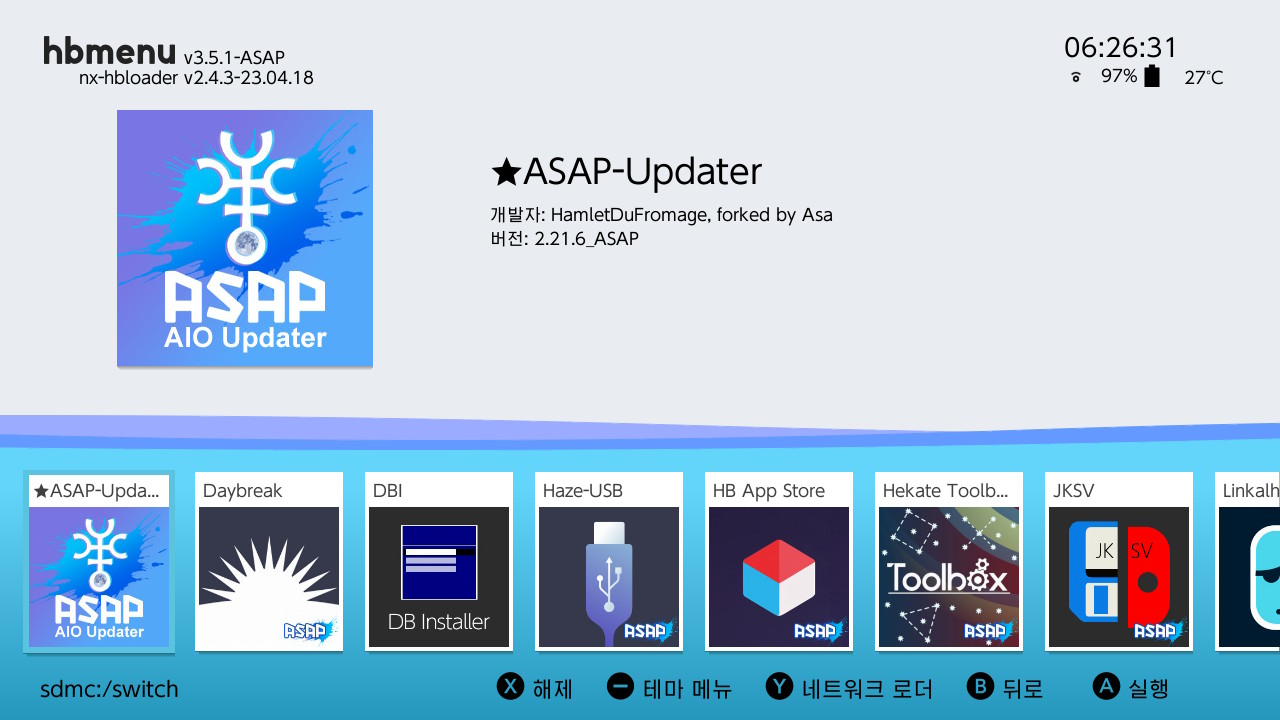 hbmenu v3.5.1-ASAP
nx-hbloader v2.4.3-23.04.18
06:26:31
97% 27°C
ASAP
AIO Updater
★ASAP-Updater
개발자: HamletDuFromage, forked by Asa
버전: 2.21.6_ASAP
★ASAP-Upda...
ASAP
AIO Updater
Daybreak
ASAP
DBI
DB Installer
Haze-USB
ASAP
HB App Store
ASAP
Hekate Toolb...
Toolbox
ASAP
JKSV
JK SV
ASAP
Linkalh
sdmc:/switch
X 해제
테마 메뉴
Y 네트워크 로더
B 뒤로
A 실행